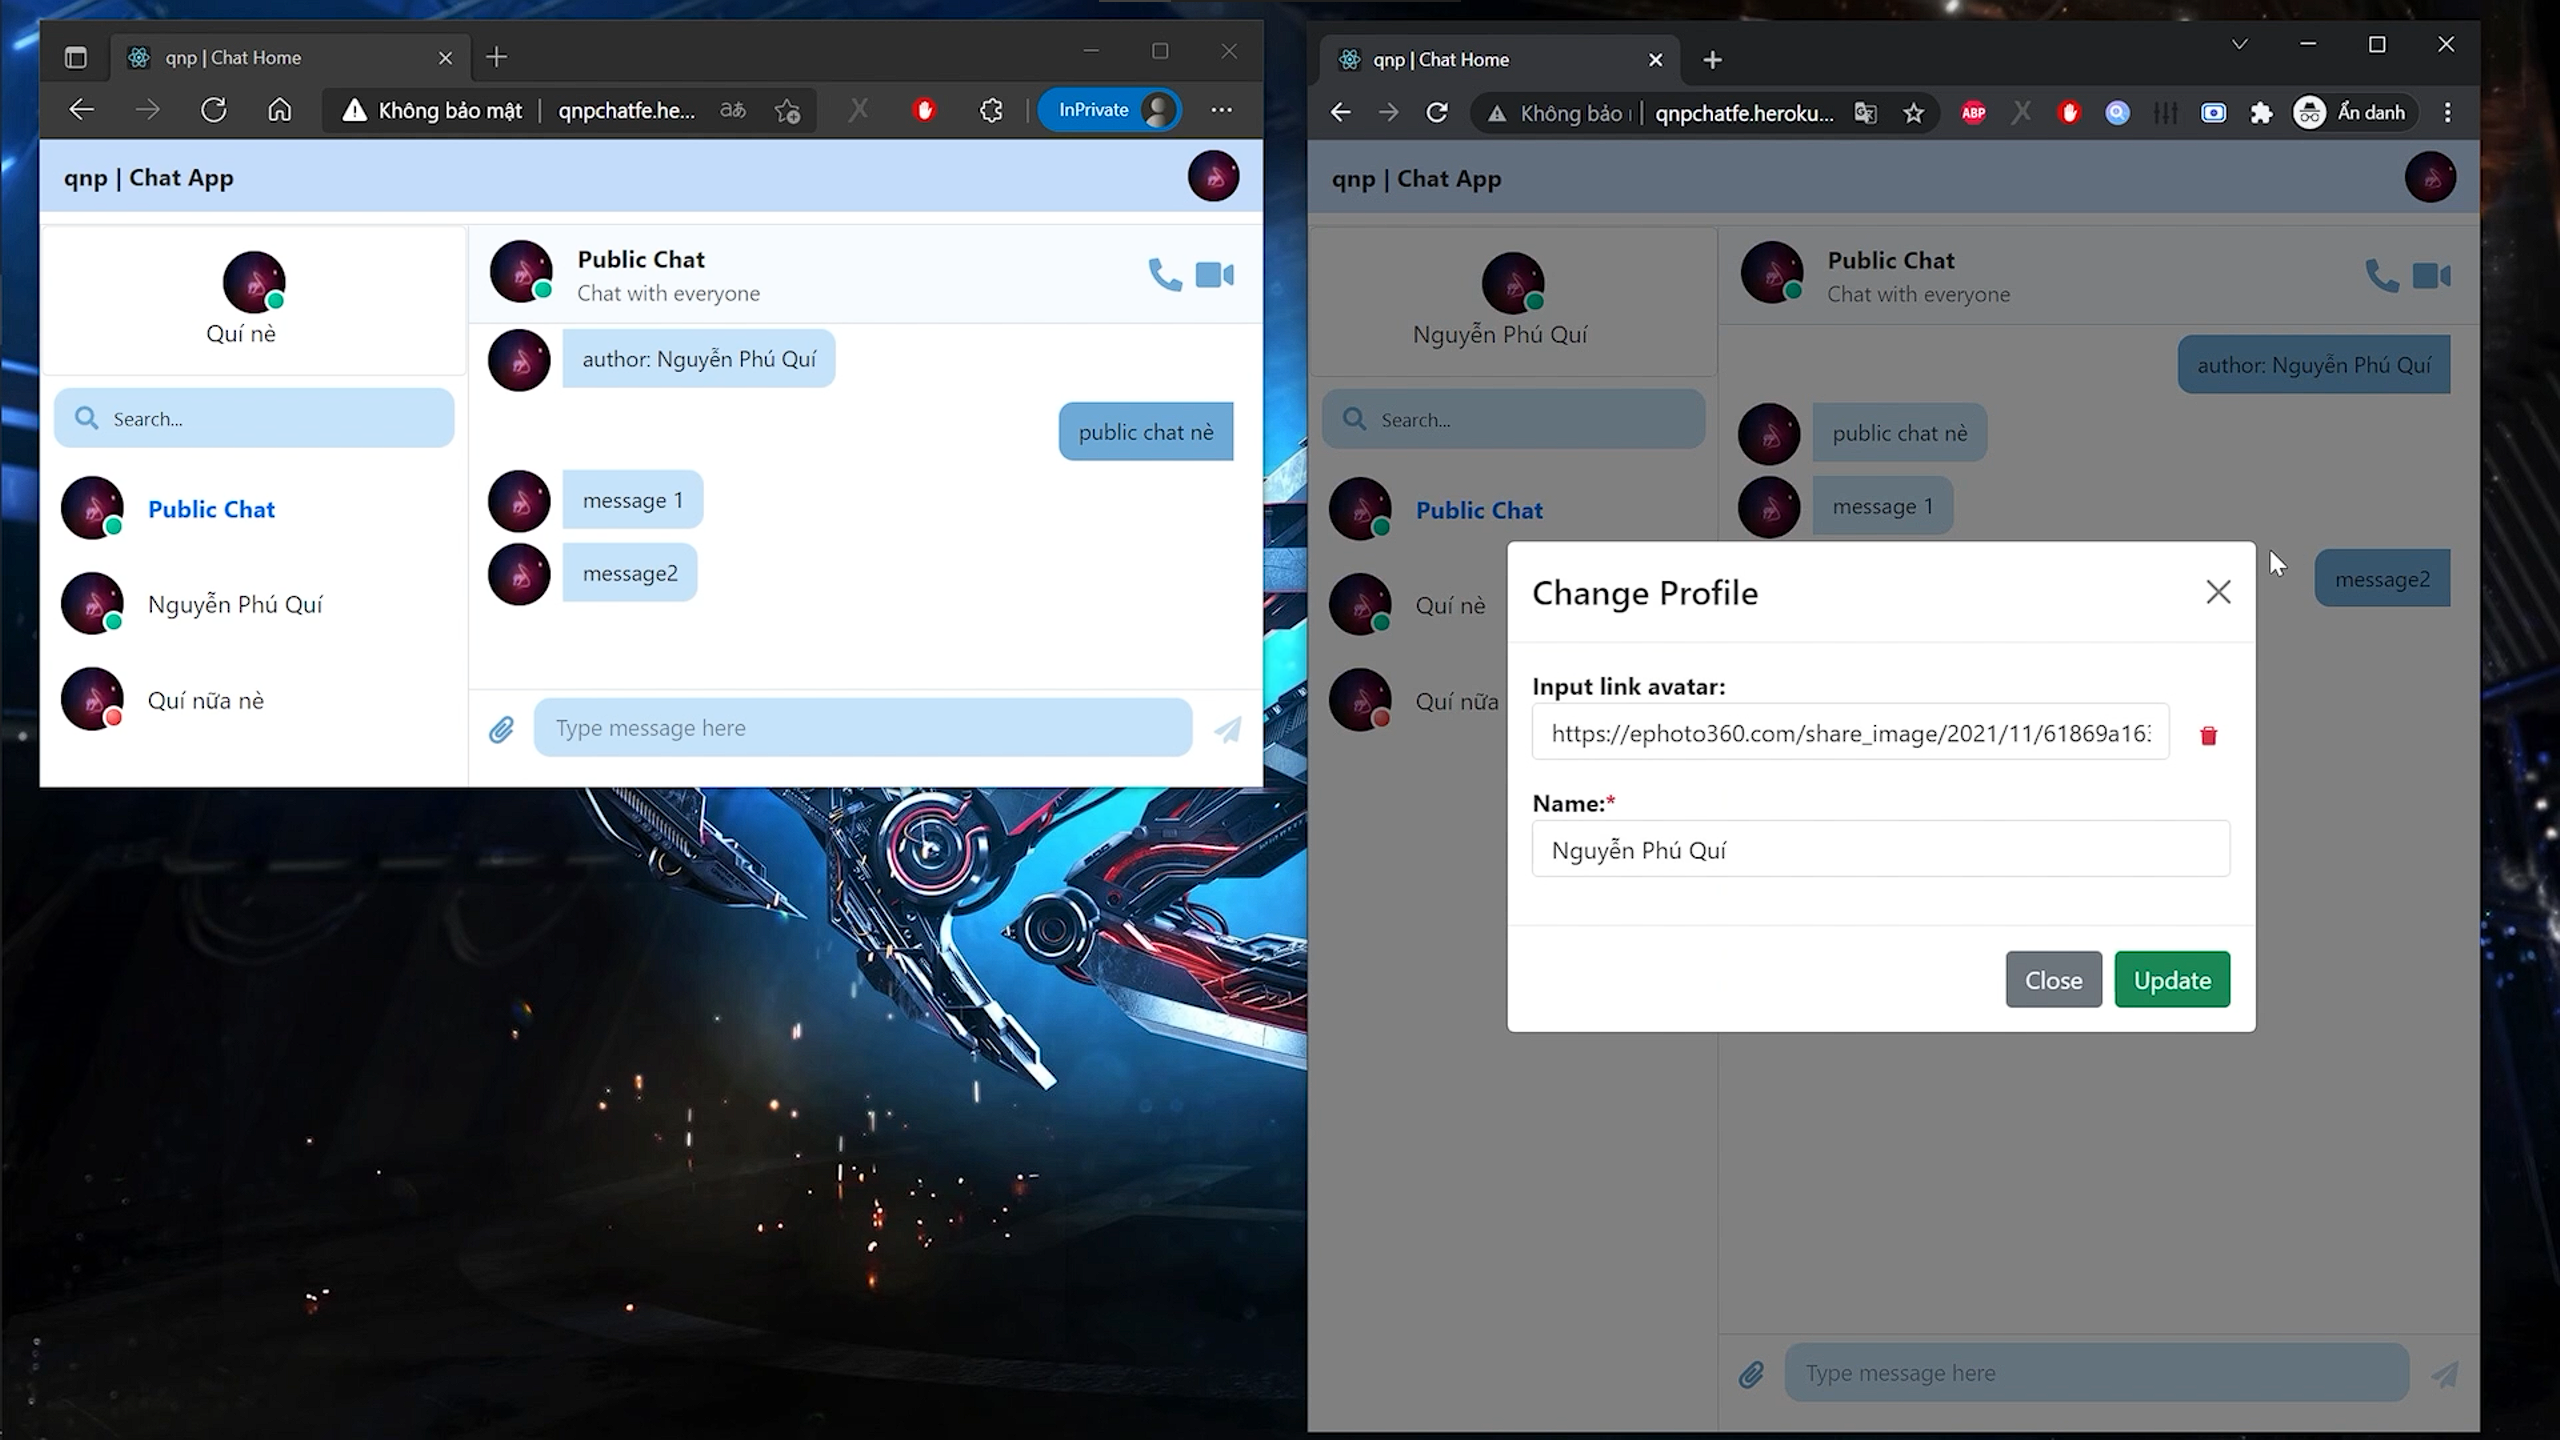 qnp | Chat Home
Không bảo mật
qnpchatfe.he...
aあ
InPrivate
qnp | Chat App
Quí nè
Search...
Public Chat
Nguyễn Phú Quí
Quí nữa nè
Public Chat
Chat with everyone
author: Nguyễn Phú Quí
public chat nè
message 1
message2
Type message here
qnp | Chat Home
Không bảo
qnpchatfe.heroku...
ABP
Ẩn danh
qnp | Chat App
Nguyễn Phú Quí
Search...
Public Chat
Quí nè
Quí nữa
Public Chat
Chat with everyone
author: Nguyễn Phú Quí
public chat nè
message 1
message2
Change Profile
Input link avatar:
https://ephoto360.com/share_image/2021/11/61869a16
Name:*
Nguyễn Phú Quí
Close
Update
Type message here